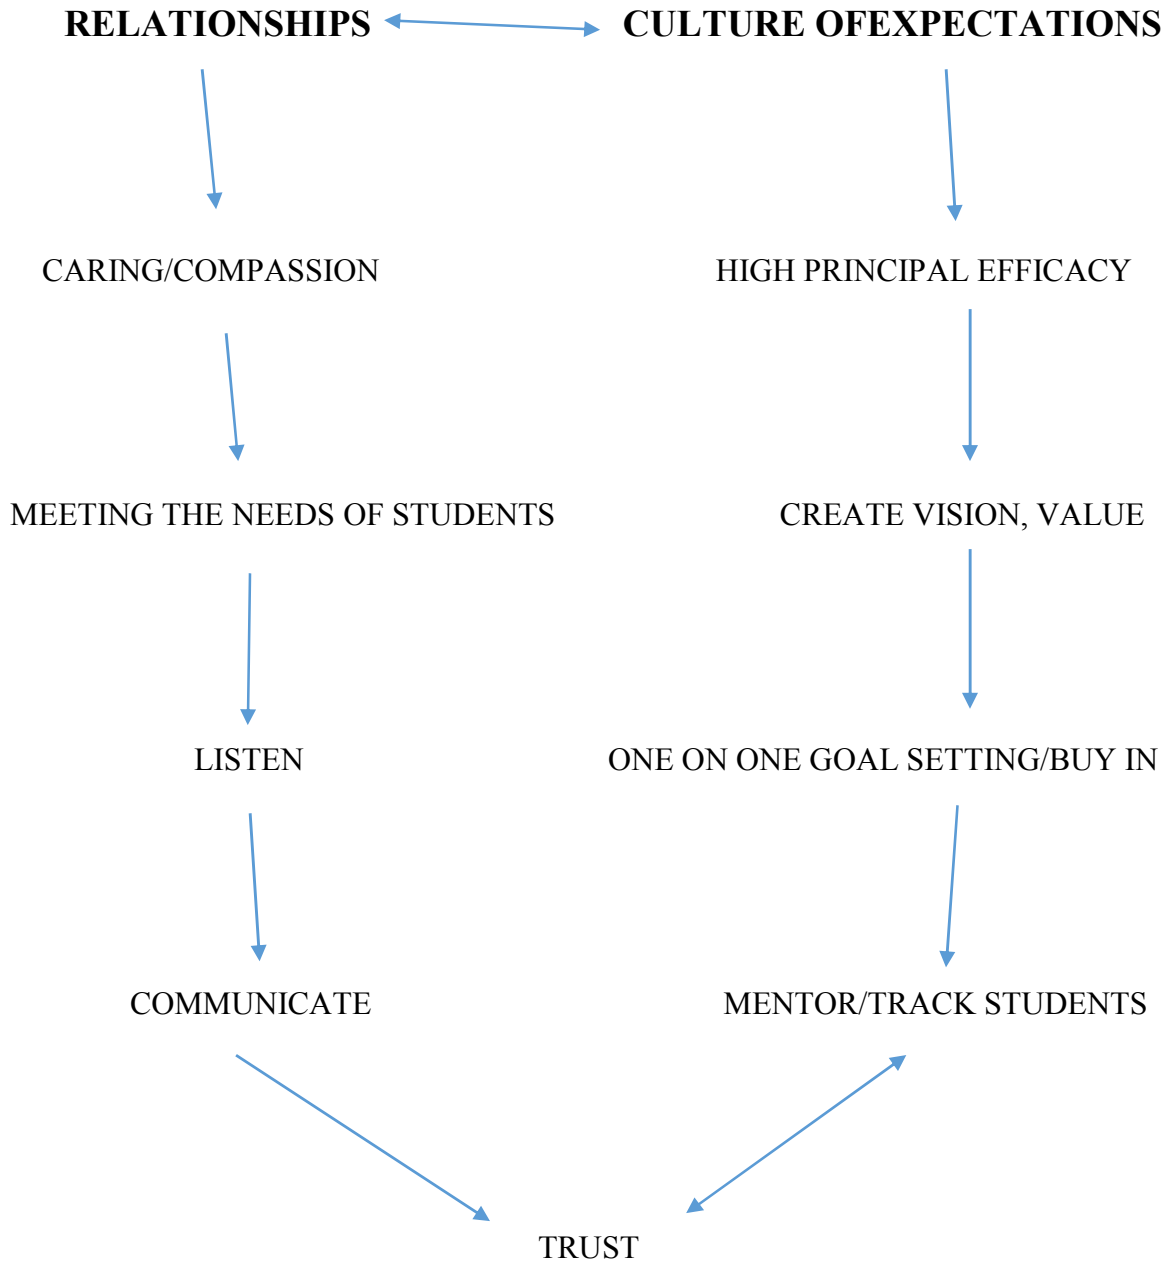 RELATIONSHIPS
CULTURE OFEXPECTATIONS
CARING/COMPASSION
HIGH PRINCIPAL EFFICACY
MEETING THE NEEDS OF STUDENTS
CREATE VISION, VALUE
LISTEN
ONE ON ONE GOAL SETTING/BUY IN
COMMUNICATE
MENTOR/TRACK STUDENTS
TRUST